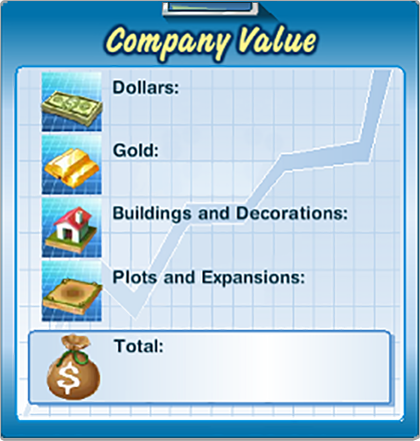 Company Value
Dollars:
Gold:
Buildings and Decorations:
Plots and Expansions:
Total:
$